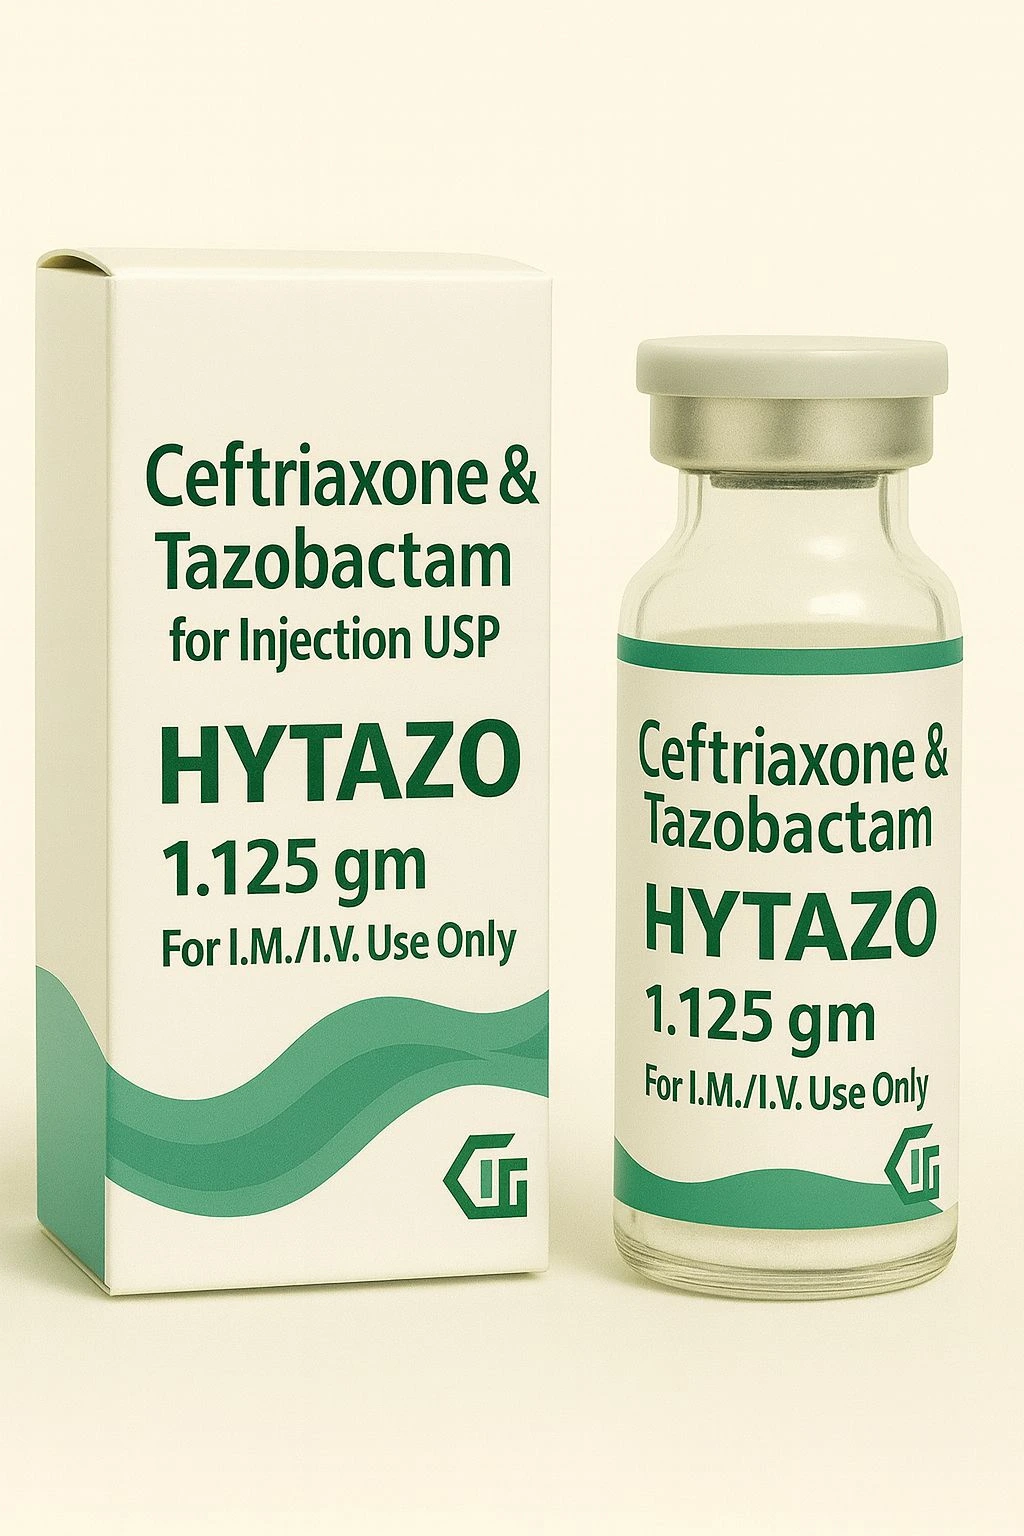 Ceftriaxone &
Tazobactam
for Injection USP
HYTAZO
1.125 gm
For I.M./I.V. Use Only
Ceftriaxone &
Tazobactam
HYTAZO
1.125 gm
For I.M./I.V. Use Only